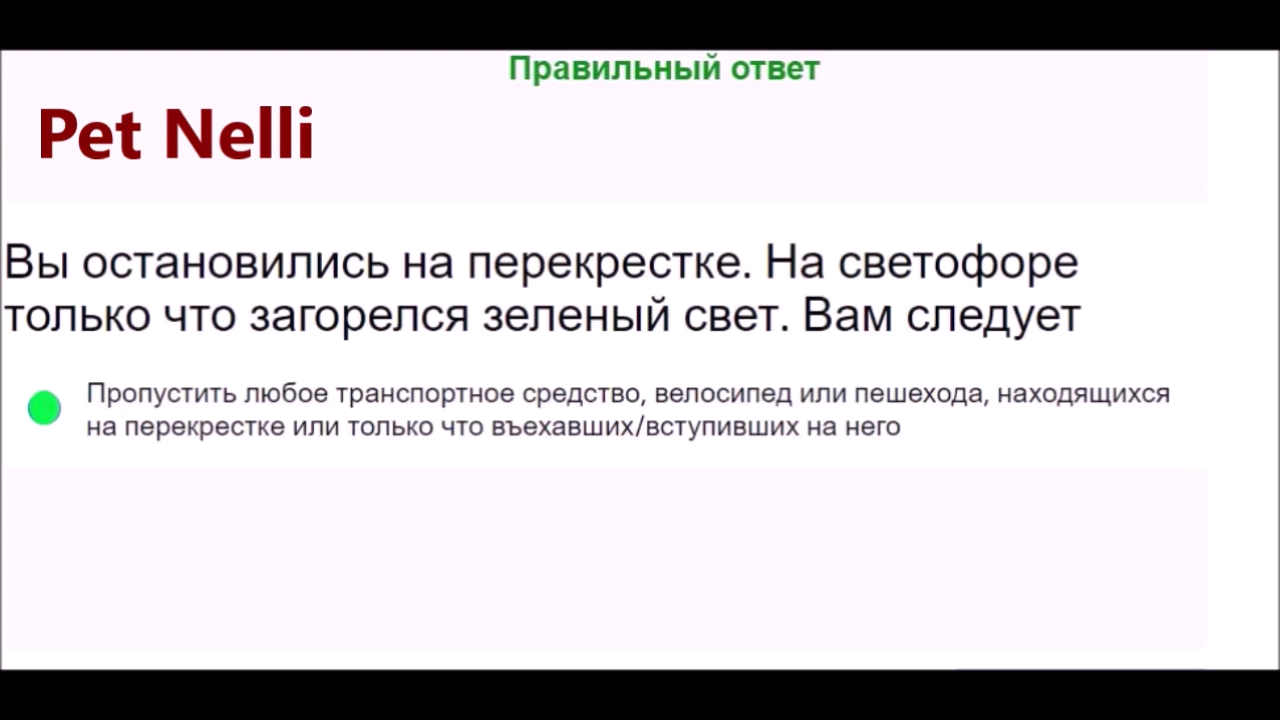 Правильный ответ
Pet Nelli
Вы остановились на перекрестке. На светофоре
только что загорелся зеленый свет. Вам следует
Пропустить любое транспортное средство, велосипед или пешехода, находящихся
на перекрестке или только что въехавших/вступивших на него